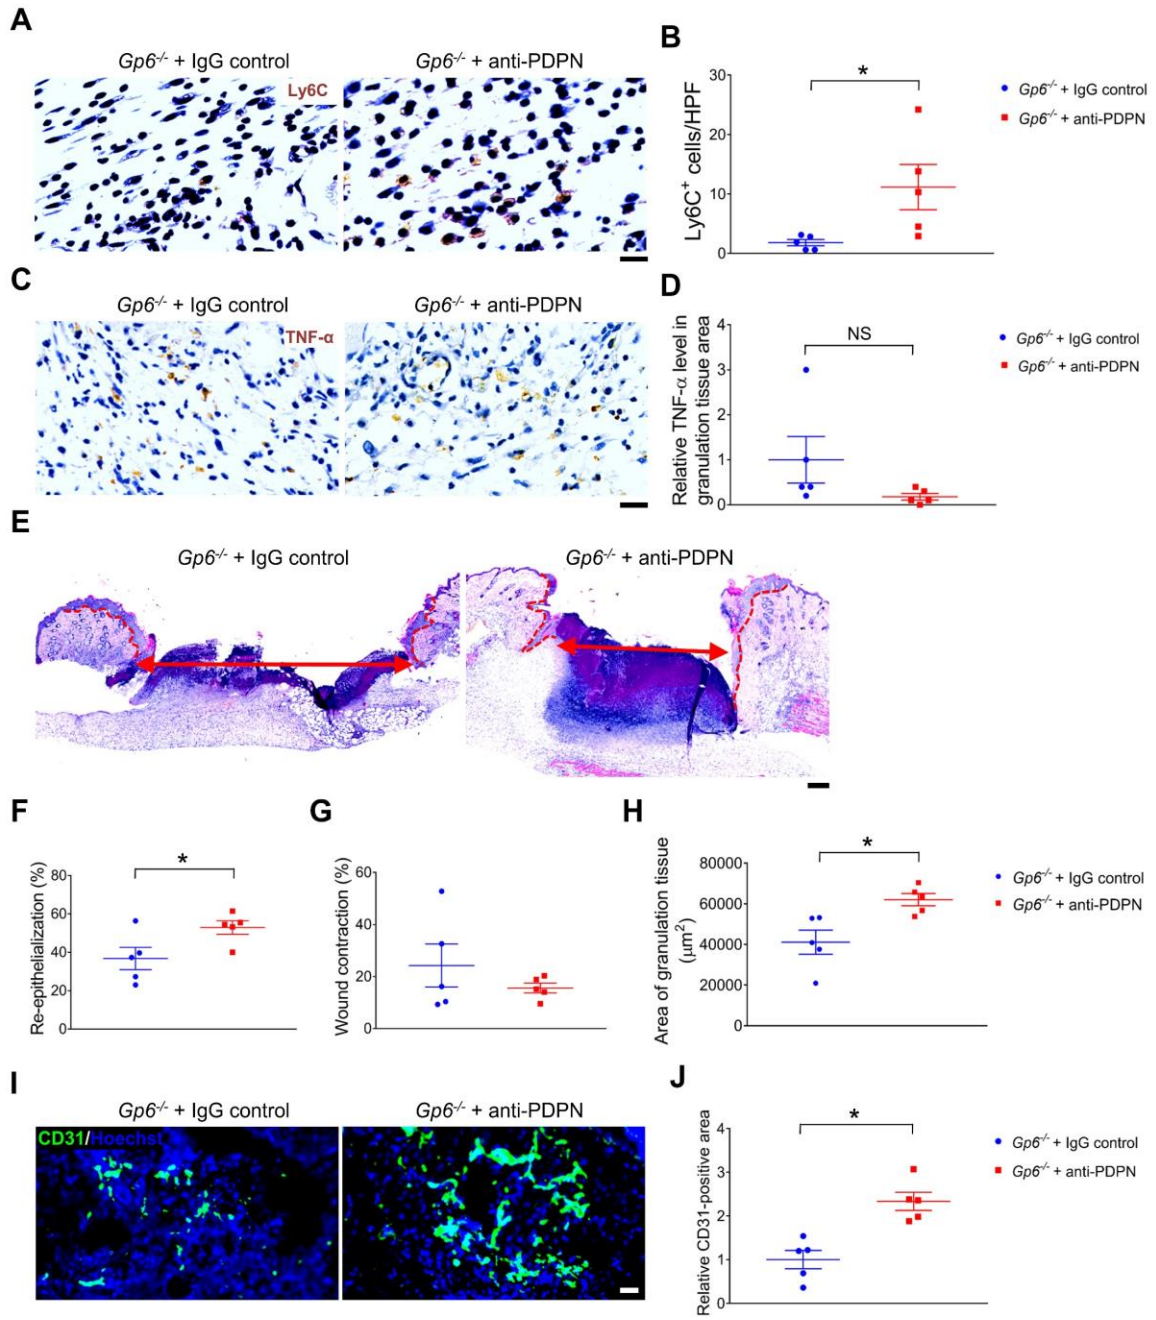 A
Gp6-/- + IgG control
Gp6-/- + anti-PDPN
Ly6C
B
Ly6C+ cells/HPF
30
20
10
0
*
Gp6-/- + IgG control
Gp6-/- + anti-PDPN
C
Gp6-/- + IgG control
Gp6-/- + anti-PDPN
TNF-α
D
Relative TNF-α level in
granulation tissue area
4
3
2
1
0
NS
Gp6-/- + IgG control
Gp6-/- + anti-PDPN
E
Gp6-/- + IgG control
Gp6-/- + anti-PDPN
F
Re-epithelialization (%)
80
60
40
20
0
*
G
Wound contraction (%)
60
40
20
0
H
Area of granulation tissue
(μm2)
80000
60000
40000
20000
0
*
Gp6-/- + IgG control
Gp6-/- + anti-PDPN
I
Gp6-/- + IgG control
Gp6-/- + anti-PDPN
CD31/Hoechst
J
Relative CD31-positive area
4
3
2
1
0
*
Gp6-/- + IgG control
Gp6-/- + anti-PDPN